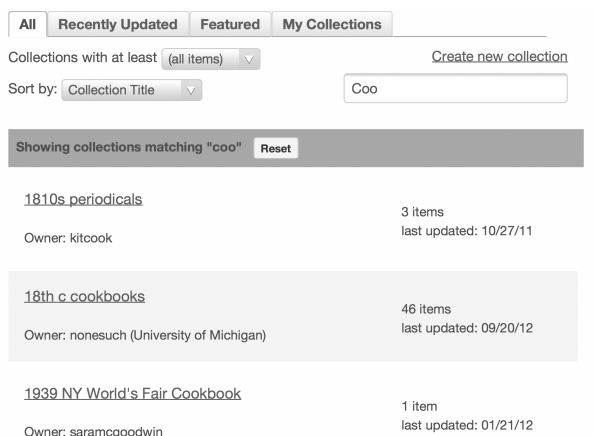 All Recently Updated Featured My Collections
Collections with at least (all items) Create new collection
Sort by: Collection Title Coo
Showing collections matching "coo" Reset
1810s periodicals
3 items
Owner: kitcook
last updated: 10/27/11
18th c cookbooks
46 items
Owner: nonesuch (University of Michigan)
last updated: 09/20/12
1939 NY World's Fair Cookbook
1 item
Owner: saramcgoodwin
last updated: 01/21/12